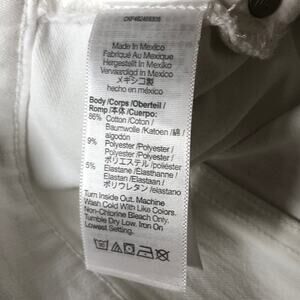 Made In Mexico
Fabriqué Au Mexique
Hergestellt In Mexiko
Vervaardigd in Mexico
メキシコ製
hecho en méxico
Body/Corps/Oberteil/
Romp/本体/Cuerpo:
86% Cotton/Coton/
Baumwolle/Katoen/綿/
algodón
9% Polyester/Polyester/
Polyester/Polyester/
ポリエステル/poliéster
5% Elastane/Élasthanne/
Elastan/Elastaan/
ポリウレタン/elastano
Turn Inside Out. Machine
Wash Cold With Like Colors.
Non-Chlorine Bleach Only.
Tumble Dry Low. Iron On
Lowest Setting.